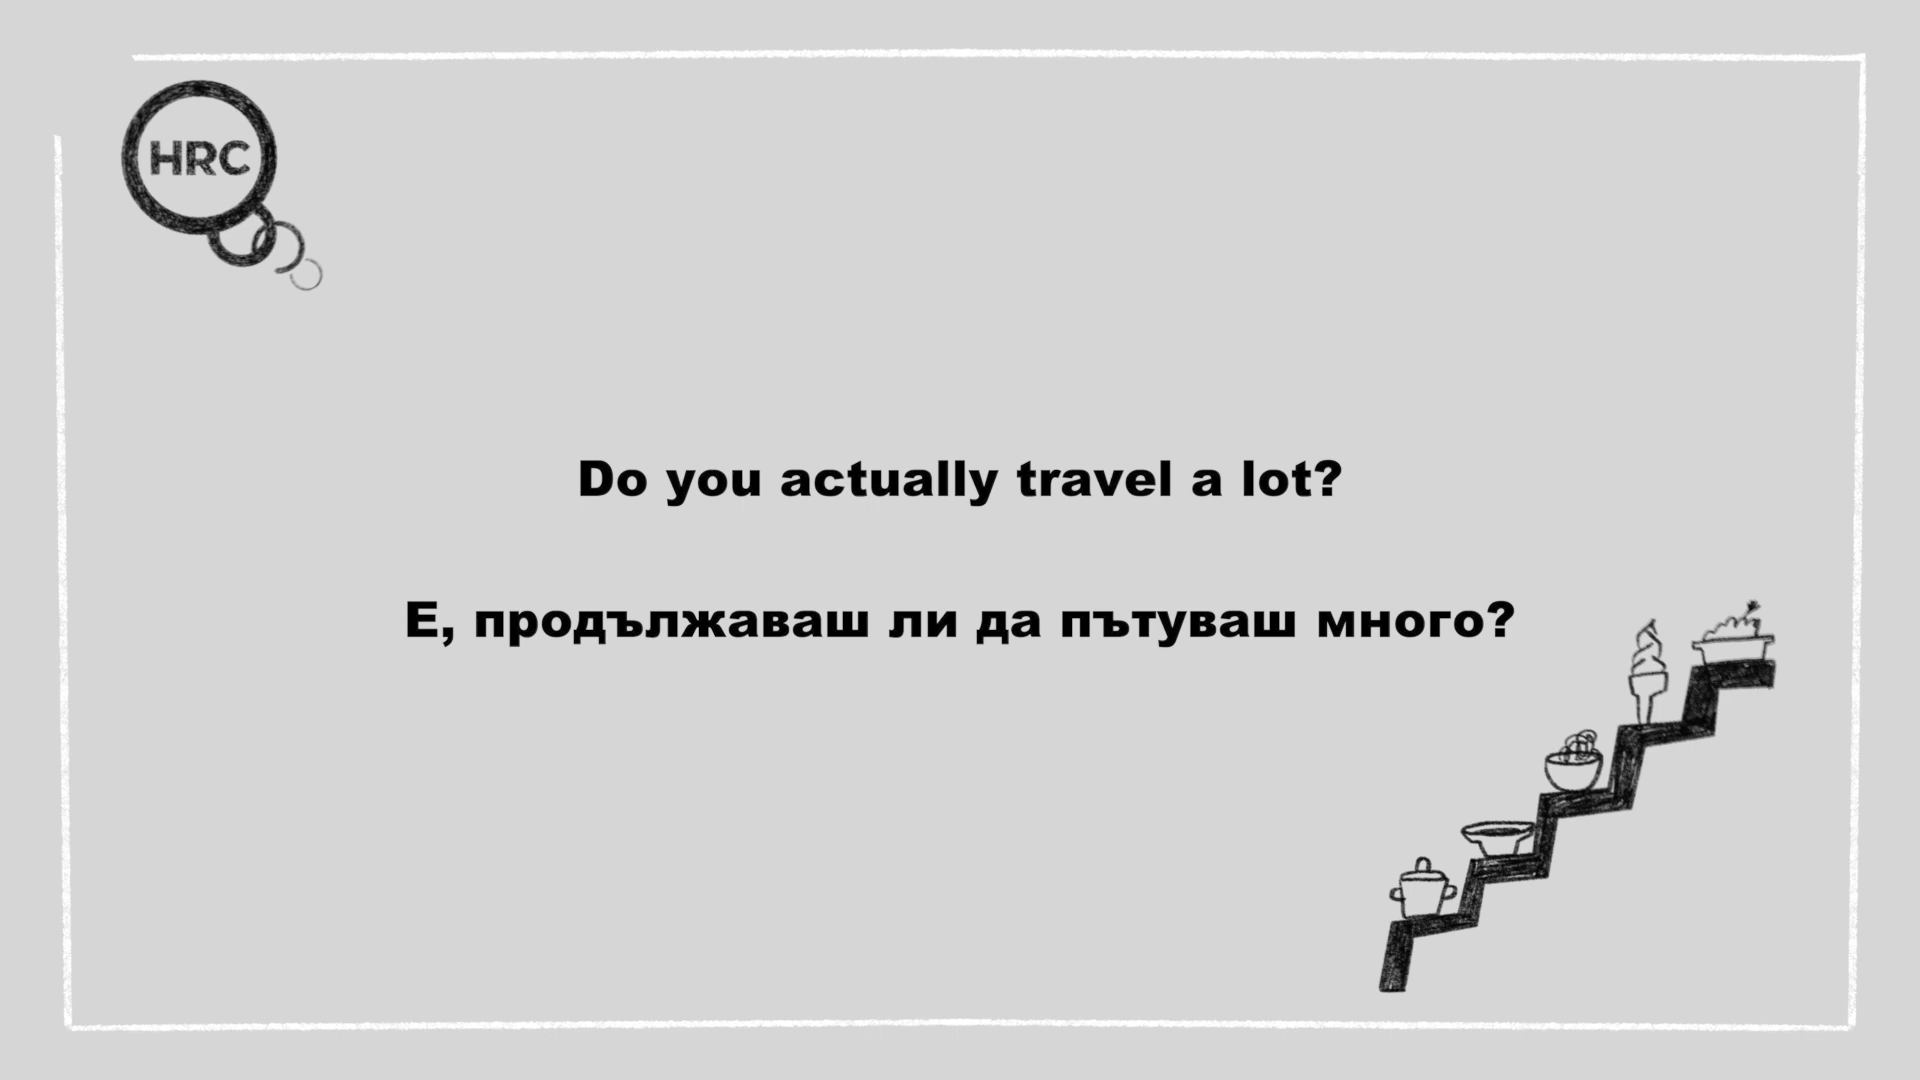 HRC
Do you actually travel a lot?
Е, продължаваш ли да пътуваш много?